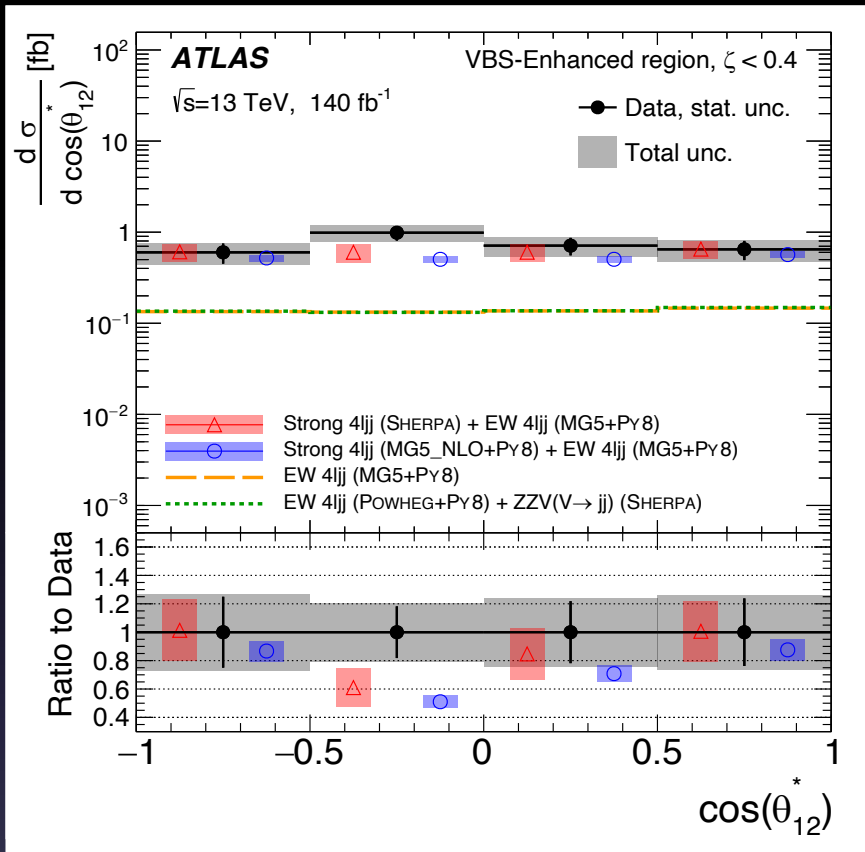 ATLAS
VBS-Enhanced region, ζ < 0.4
√s=13 TeV, 140 fb⁻¹
Data, stat. unc.
Total unc.
d σ / d cos(θ*₁₂) [fb]
10²
10
1
10⁻¹
10⁻²
10⁻³
Strong 4ljj (SHERPA) + EW 4ljj (MG5+PY8)
Strong 4ljj (MG5_NLO+PY8) + EW 4ljj (MG5+PY8)
EW 4ljj (MG5+PY8)
EW 4ljj (POWHEG+PY8) + ZZV(V→ jj) (SHERPA)
Ratio to Data
1.6
1.4
1.2
1
0.8
0.6
0.4
−1 −0.5 0 0.5 1
cos(θ*₁₂)